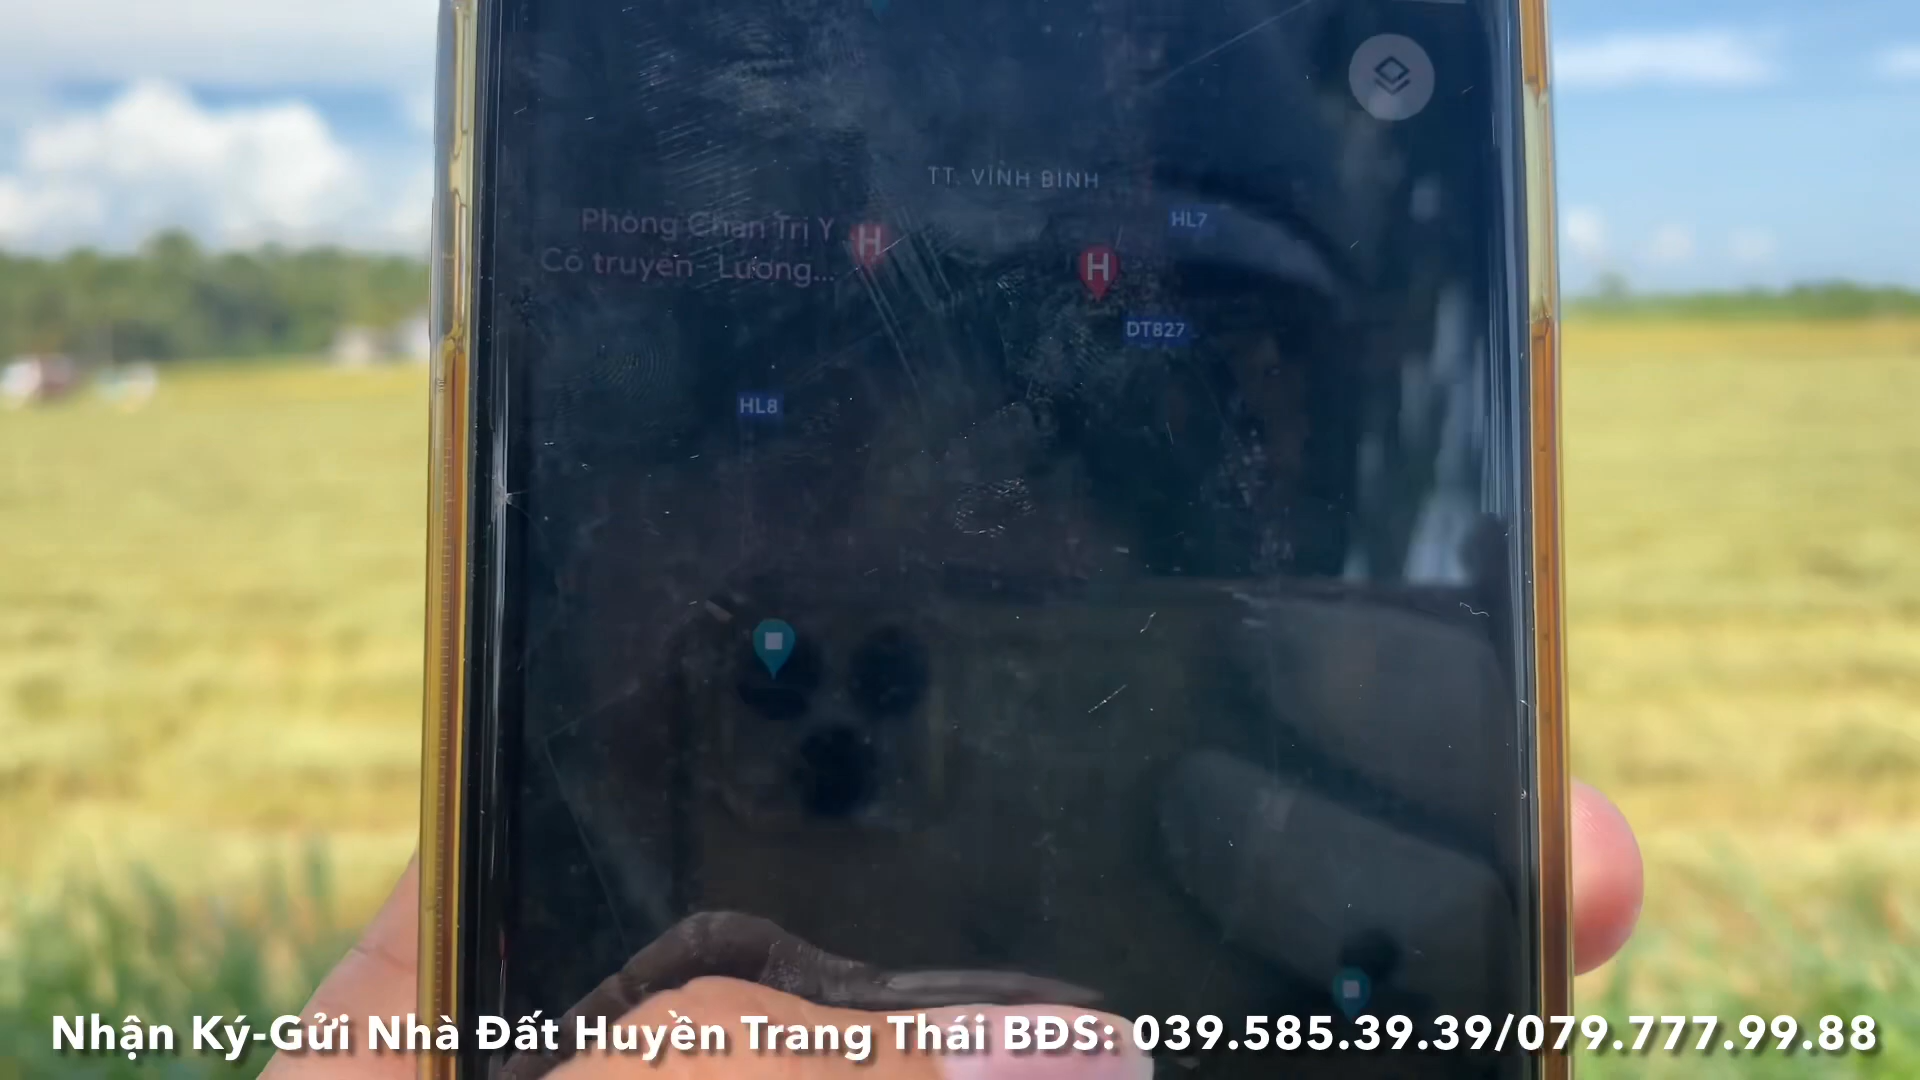 TT. VĨNH BÌNH
HL7
Phòng Chẩn Trị Y
Cổ truyền- Lương...
H
H
DT827
HL8
Nhận Ký-Gửi Nhà Đất Huyền Trang Thái BĐS: 039.585.39.39/079.777.99.88